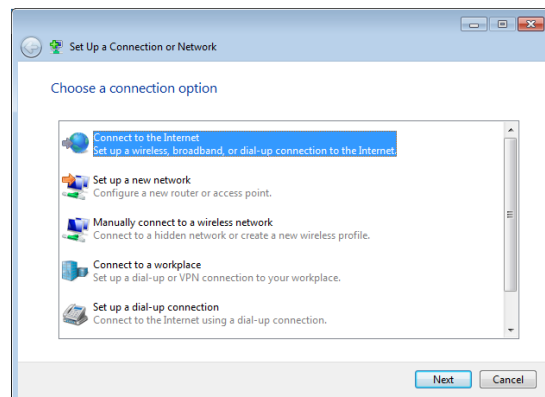 Set Up a Connection or Network
Choose a connection option
Connect to the Internet
Set up a wireless, broadband, or dial-up connection to the Internet.
Set up a new network
Configure a new router or access point.
Manually connect to a wireless network
Connect to a hidden network or create a new wireless profile.
Connect to a workplace
Set up a dial-up or VPN connection to your workplace.
Set up a dial-up connection
Connect to the Internet using a dial-up connection.
Next Cancel